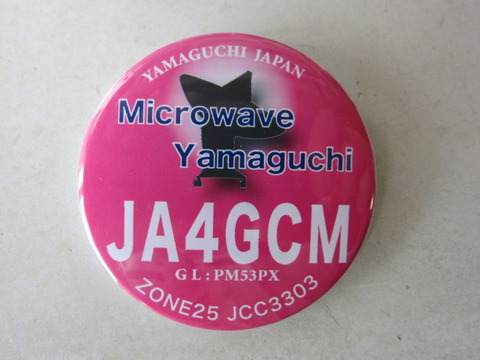 YAMAGUCHI JAPAN
Microwave
Yamaguchi
JA4GCM
GL:PM53PX
ZONE25 JCC3303